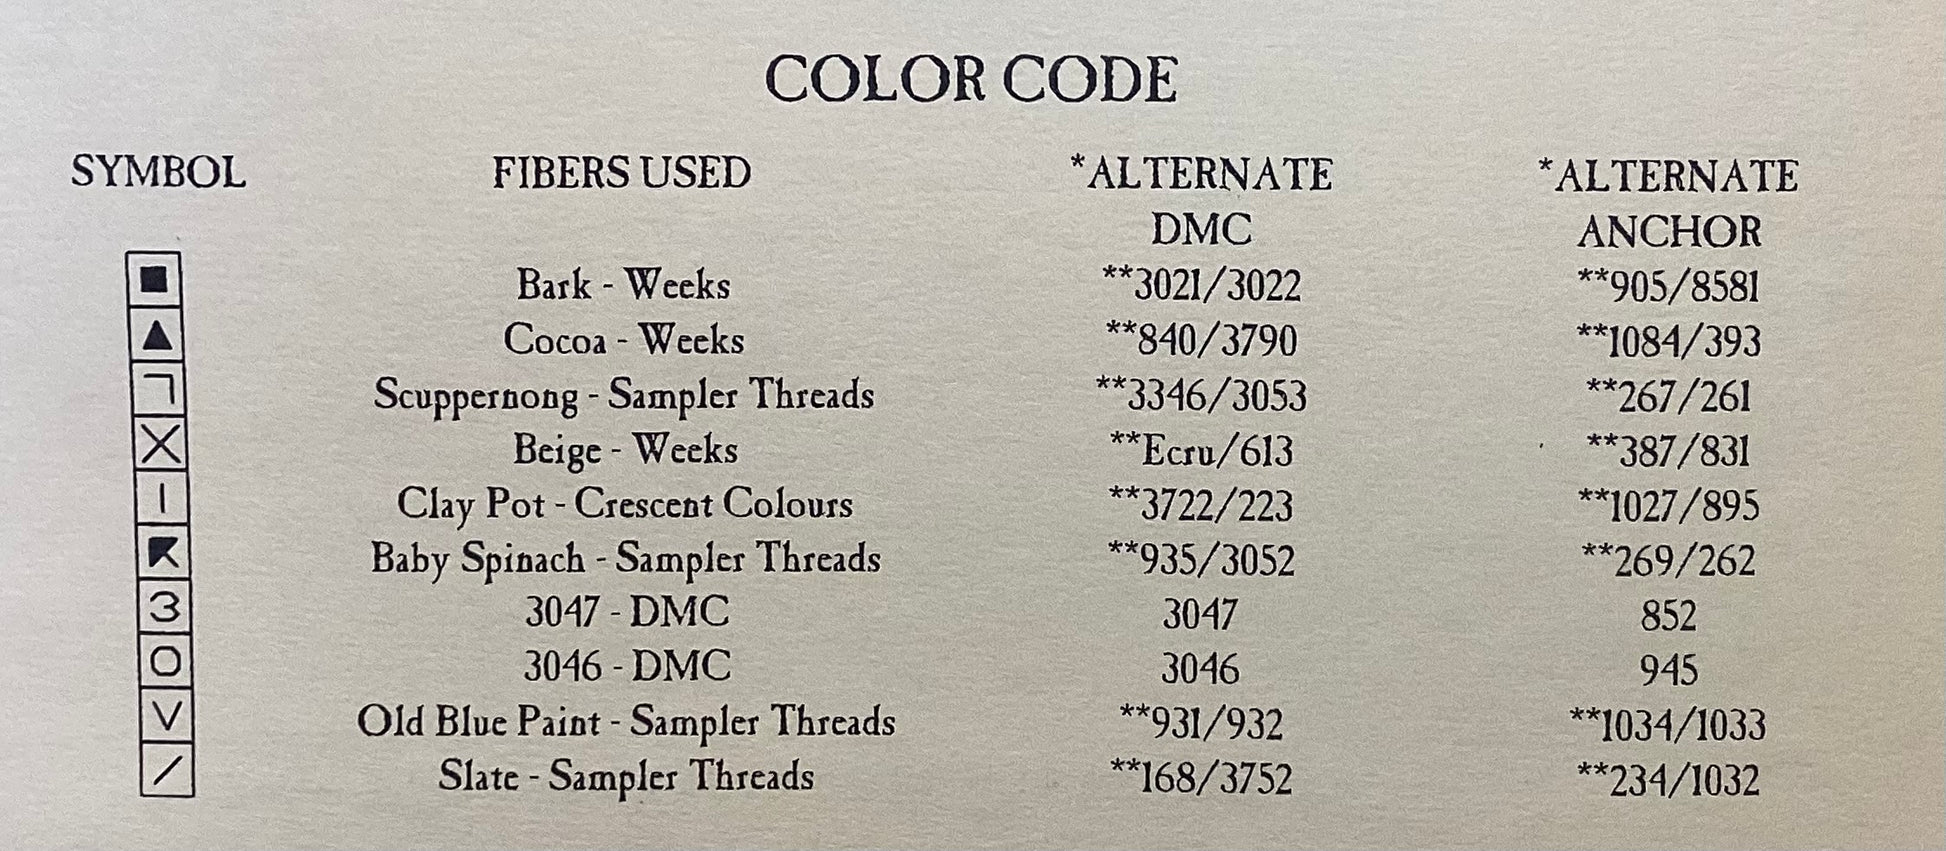 COLOR CODE
SYMBOL FIBERS USED *ALTERNATE *ALTERNATE
DMC ANCHOR
■ Bark - Weeks **3021/3022 **905/8581
▲ Cocoa - Weeks **840/3790 **1084/393
ㄱ Scuppernong - Sampler Threads **3346/3053 **267/261
X Beige - Weeks **Ecru/613 **387/831
| Clay Pot - Crescent Colours **3722/223 **1027/895
◤ Baby Spinach - Sampler Threads **935/3052 **269/262
3 3047 - DMC 3047 852
O 3046 - DMC 3046 945
V Old Blue Paint - Sampler Threads **931/932 **1034/1033
/ Slate - Sampler Threads **168/3752 **234/1032